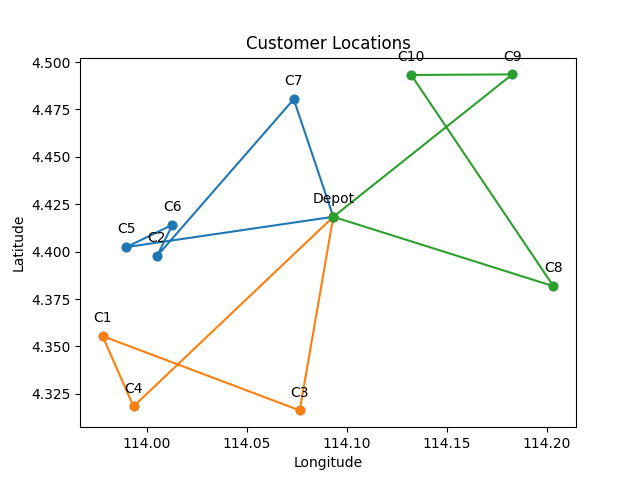 Customer Locations
4.500
4.475
4.450
4.425
4.400
4.375
4.350
4.325
Latitude
C10
C9
C7
Depot
C6
C5
C2
C8
C1
C4
C3
114.00
114.05
114.10
114.15
114.20
Longitude